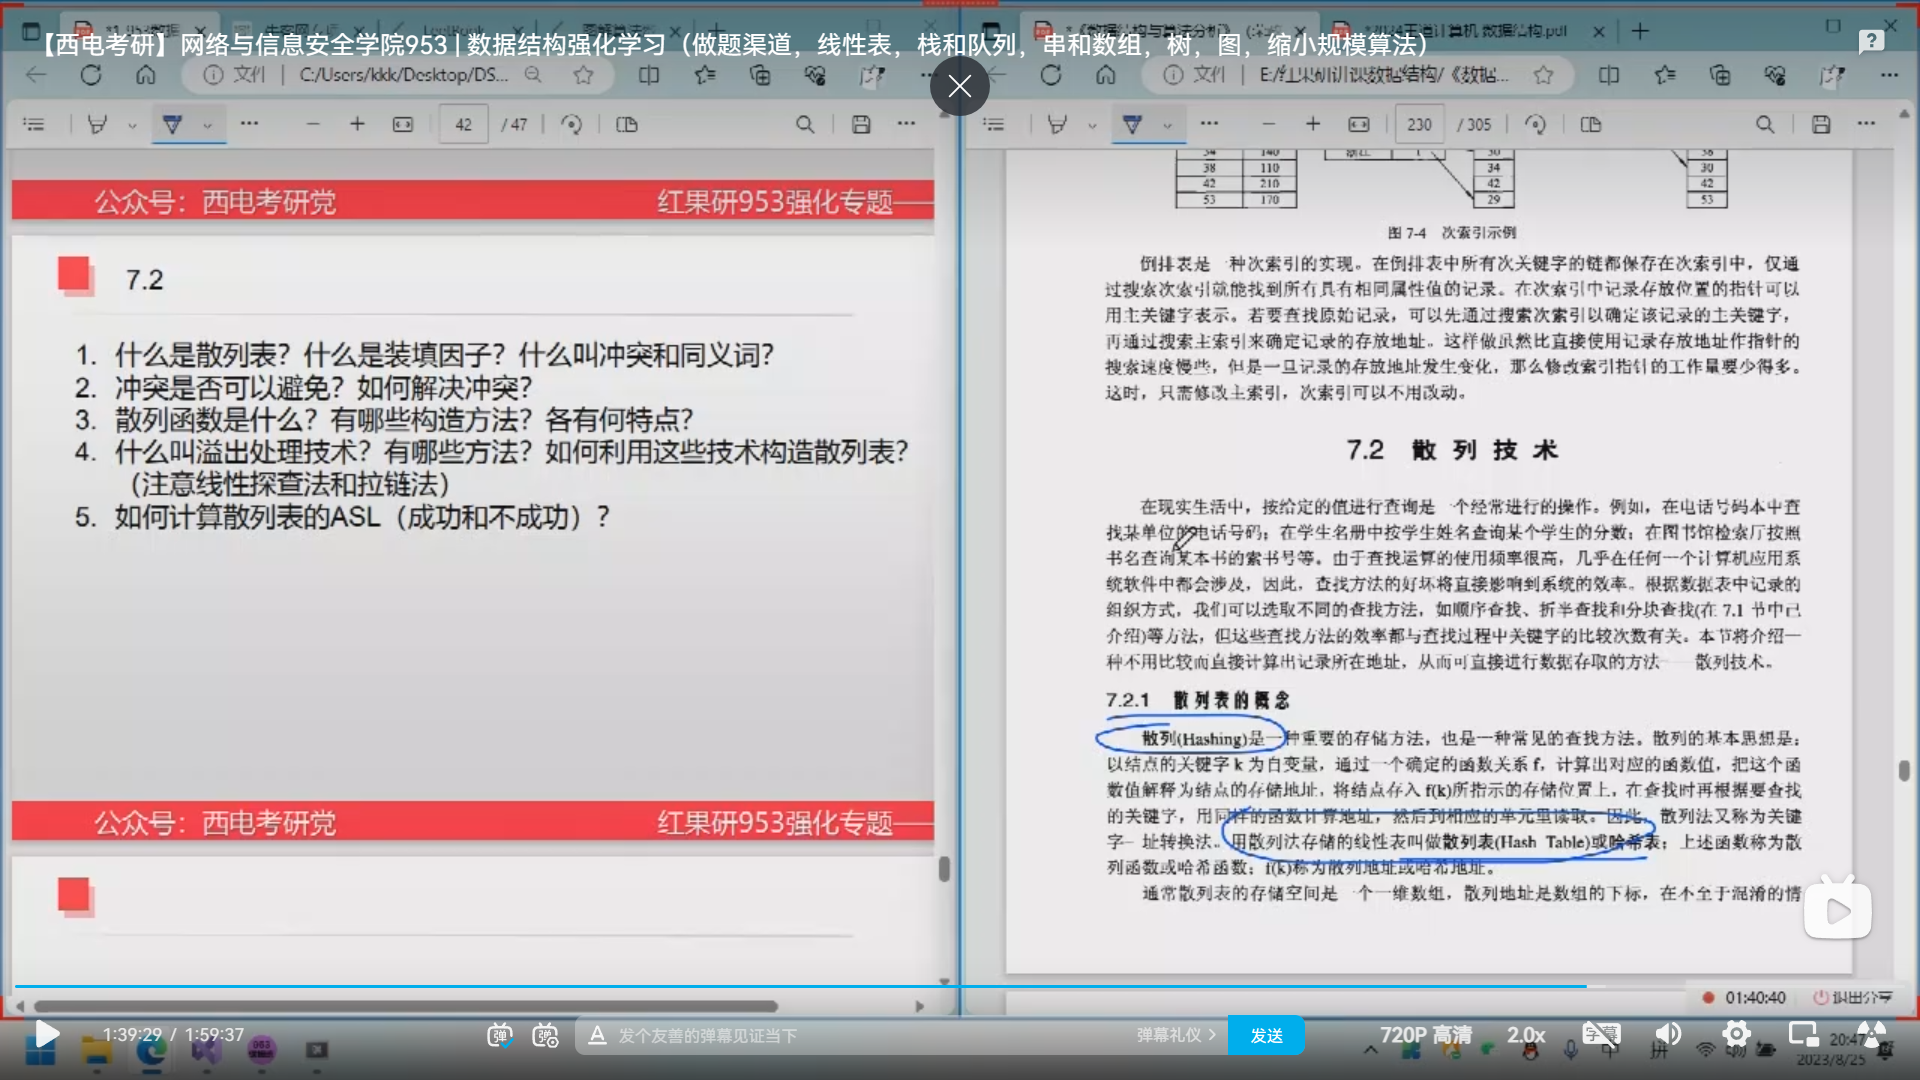 【西电考研】网络与信息安全学院953 | 数据结构强化学习（做题渠道，线性表，栈和队列，串和数组，树，图，缩小规模算法）
文件 | C:/Users/kkk/Desktop/DS...
42 / 47
公众号：西电考研党 红果研953强化专题
7.2
1. 什么是散列表？什么是装填因子？什么叫冲突和同义词？
2. 冲突是否可以避免？如何解决冲突？
3. 散列函数是什么？有哪些构造方法？各有何特点？
4. 什么叫溢出处理技术？有哪些方法？如何利用这些技术构造散列表？
（注意线性探查法和拉链法）
5. 如何计算散列表的ASL（成功和不成功）？
公众号：西电考研党 红果研953强化专题
文件
230 / 305
38 110 34 30
42 210 42 42
53 170 29 53
图 7-4 次索引示例
倒排表是 种次索引的实现。在倒排表中所有次关键字的链都保存在次索引中，仅通
过搜索次索引就能找到所有具有相同属性值的记录。在次索引中记录存放位置的指针可以
用主关键字表示。若要查找原始记录，可以先通过搜索次索引以确定该记录的主关键字，
再通过搜索主索引来确定记录的存放地址。这样做虽然比直接使用记录存放地址作指针的
搜索速度慢些，但是一旦记录的存放地址发生变化，那么修改索引指针的工作量要少得多。
这时，只需修改主索引，次索引可以不用改动。
7.2 散列技术
在现实生活中，按给定的值进行查询是 个经常进行的操作。例如，在电话号码本中查
找某单位的电话号码；在学生名册中按学生姓名查询某个学生的分数；在图书馆检索厅按照
书名查询某本书的索书号等。由于查找运算的使用频率很高，几乎在任何一个计算机应用系
统软件中都会涉及，因此，查找方法的好坏将直接影响到系统的效率。根据数据表中记录的
组织方式，我们可以选取不同的查找方法，如顺序查找、折半查找和分块查找(在 7.1 节中已
介绍)等方法，但这些查找方法的效率都与查找过程中关键字的比较次数有关。本节将介绍一
种不用比较而直接计算出记录所在地址，从而可直接进行数据存取的方法——散列技术。
7.2.1 散列表的概念
散列(Hashing)是一种重要的存储方法，也是一种常见的查找方法。散列的基本思想是：
以结点的关键字 k 为自变量，通过一个确定的函数关系 f，计算出对应的函数值，把这个函
数值解释为结点的存储地址，将结点存入 f(k)所指示的存储位置上，在查找时再根据要查找
的关键字，用同样的函数计算地址，然后到相应的单元里读取。因此，散列法又称为关键
字 址转换法。用散列法存储的线性表叫做散列表(Hash Table)或哈希表；上述函数称为散
列函数或哈希函数；f(k)称为散列地址或哈希地址。
通常散列表的存储空间是 个一维数组，散列地址是数组的下标，在不至于混淆的情
01:40:40
1:39:29 / 1:59:37
发个友善的弹幕见证当下
弹幕礼仪
发送
720P 高清
2.0x
字幕
20:47
2023/8/25